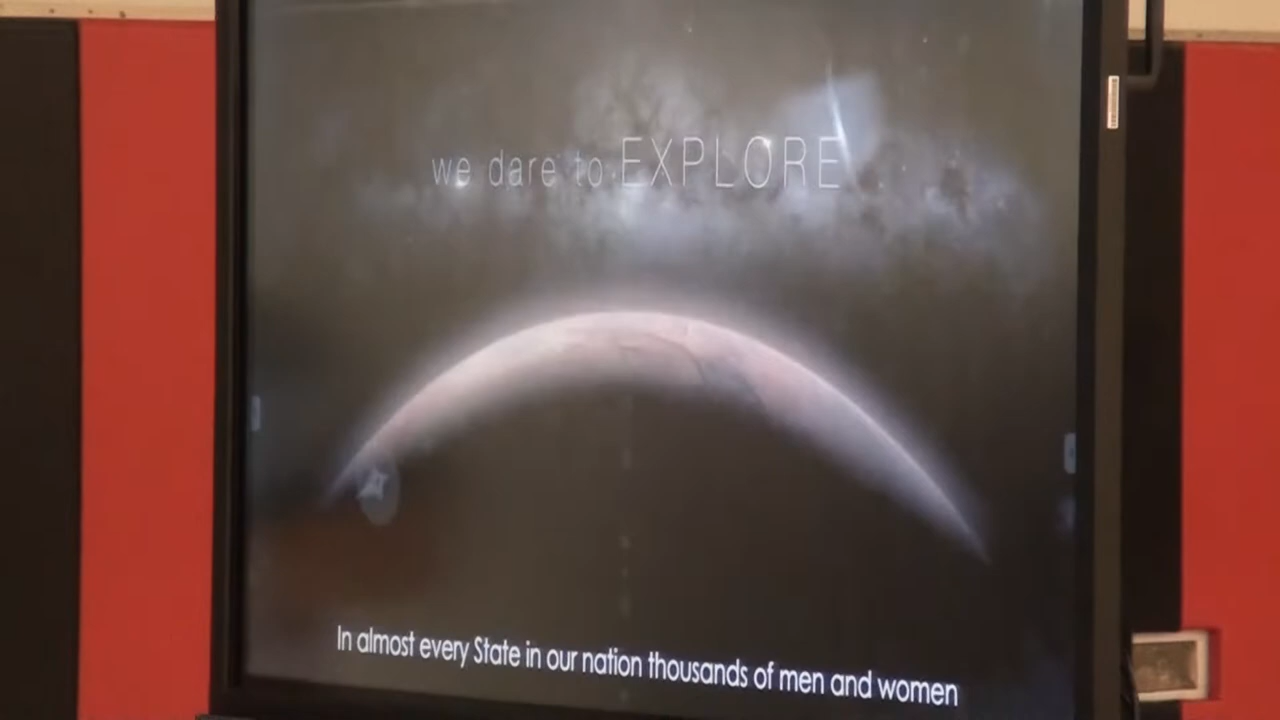 we dare to EXPLORE
In almost every State in our nation thousands of men and women